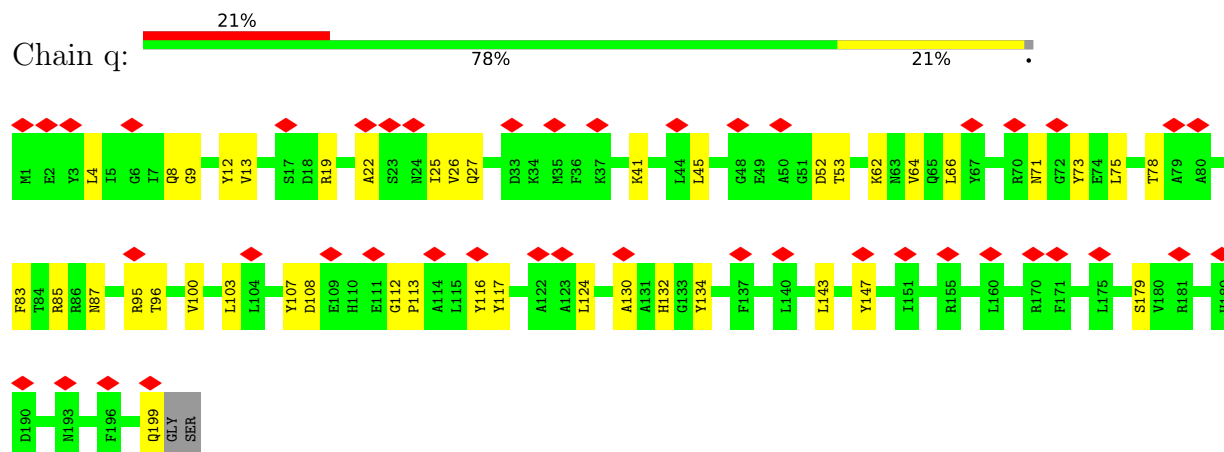 21%
Chain q:
78%
21%
•
M1 E2 Y3 L4 I5 G6 I7 Q8 G9 Y12 V13 S17 D18 R19 A22 S23 N24 I25 V26 Q27 D33 K34 M35 F36 K37 K41 L44 L45 G48 E49 A50 G51 D52 T53 K62 N63 V64 Q65 L66 Y67 R70 N71 G72 Y73 E74 L75 T78 A79 A80
F83 T84 R85 R86 N87 R95 T96 V100 L103 L104 Y107 D108 E109 H110 E111 G112 P113 A114 L115 Y116 Y117 A122 A123 L124 A130 A131 H132 G133 Y134 F137 L140 L143 Y147 I151 R155 L160 R170 F171 L175 S179 V180 R181
D190 N193 F196 Q199 GLY SER